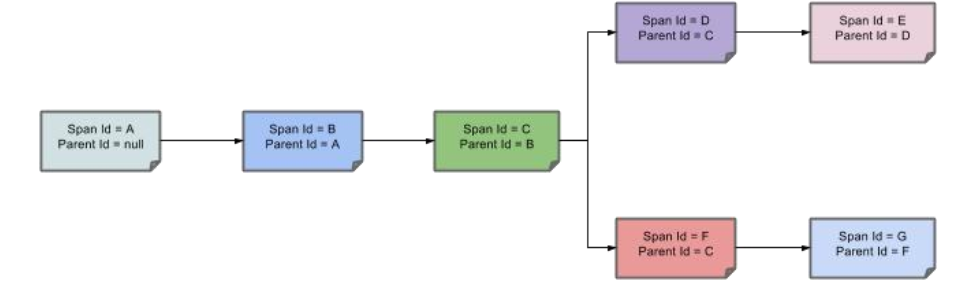 Span Id = D
Parent Id = C
Span Id = E
Parent Id = D
Span Id = A
Parent Id = null
Span Id = B
Parent Id = A
Span Id = C
Parent Id = B
Span Id = F
Parent Id = C
Span Id = G
Parent Id = F